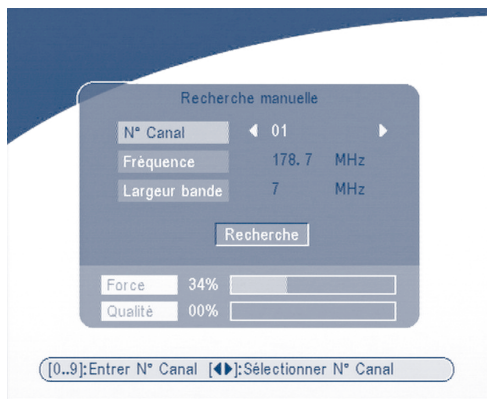 Recherche manuelle
N° Canal 01
Fréquence 178.7 MHz
Largeur bande 7 MHz
Recherche
Force 34%
Qualité 00%
[0..9]:Entrer N° Canal [◀▶]:Sélectionner N° Canal